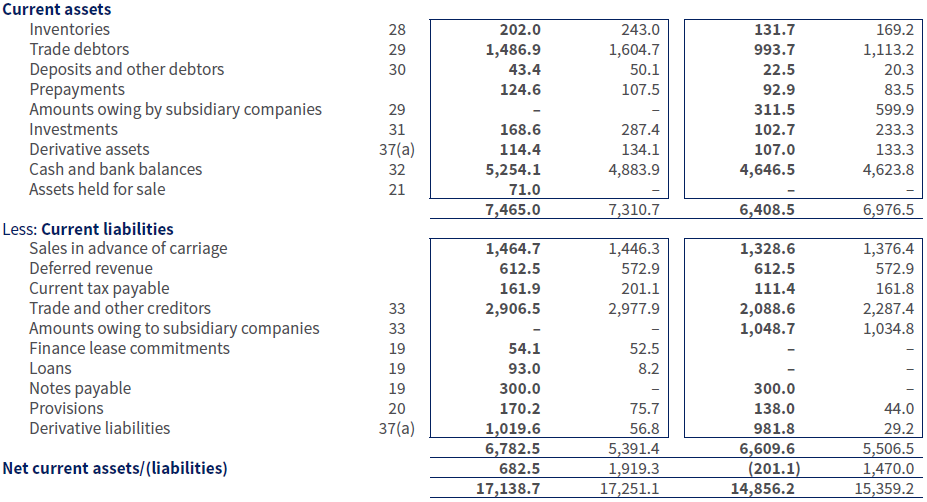 Current assets
Inventories 28 202.0 243.0 131.7 169.2
Trade debtors 29 1,486.9 1,604.7 993.7 1,113.2
Deposits and other debtors 30 43.4 50.1 22.5 20.3
Prepayments 124.6 107.5 92.9 83.5
Amounts owing by subsidiary companies 29 – – 311.5 599.9
Investments 31 168.6 287.4 102.7 233.3
Derivative assets 37(a) 114.4 134.1 107.0 133.3
Cash and bank balances 32 5,254.1 4,883.9 4,646.5 4,623.8
Assets held for sale 21 71.0 – – –
7,465.0 7,310.7 6,408.5 6,976.5
Less: Current liabilities
Sales in advance of carriage 1,464.7 1,446.3 1,328.6 1,376.4
Deferred revenue 612.5 572.9 612.5 572.9
Current tax payable 161.9 201.1 111.4 161.8
Trade and other creditors 33 2,906.5 2,977.9 2,088.6 2,287.4
Amounts owing to subsidiary companies 33 – – 1,048.7 1,034.8
Finance lease commitments 19 54.1 52.5 – –
Loans 19 93.0 8.2 – –
Notes payable 19 300.0 – 300.0 –
Provisions 20 170.2 75.7 138.0 44.0
Derivative liabilities 37(a) 1,019.6 56.8 981.8 29.2
6,782.5 5,391.4 6,609.6 5,506.5
Net current assets/(liabilities) 682.5 1,919.3 (201.1) 1,470.0
17,138.7 17,251.1 14,856.2 15,359.2